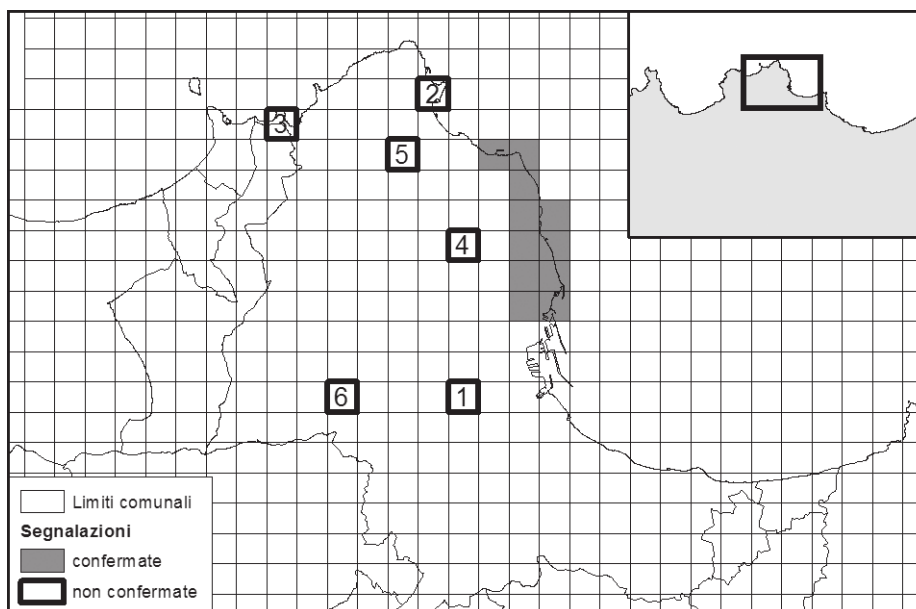 2
3
5
4
6
1
Limiti comunali
Segnalazioni
confermate
non confermate